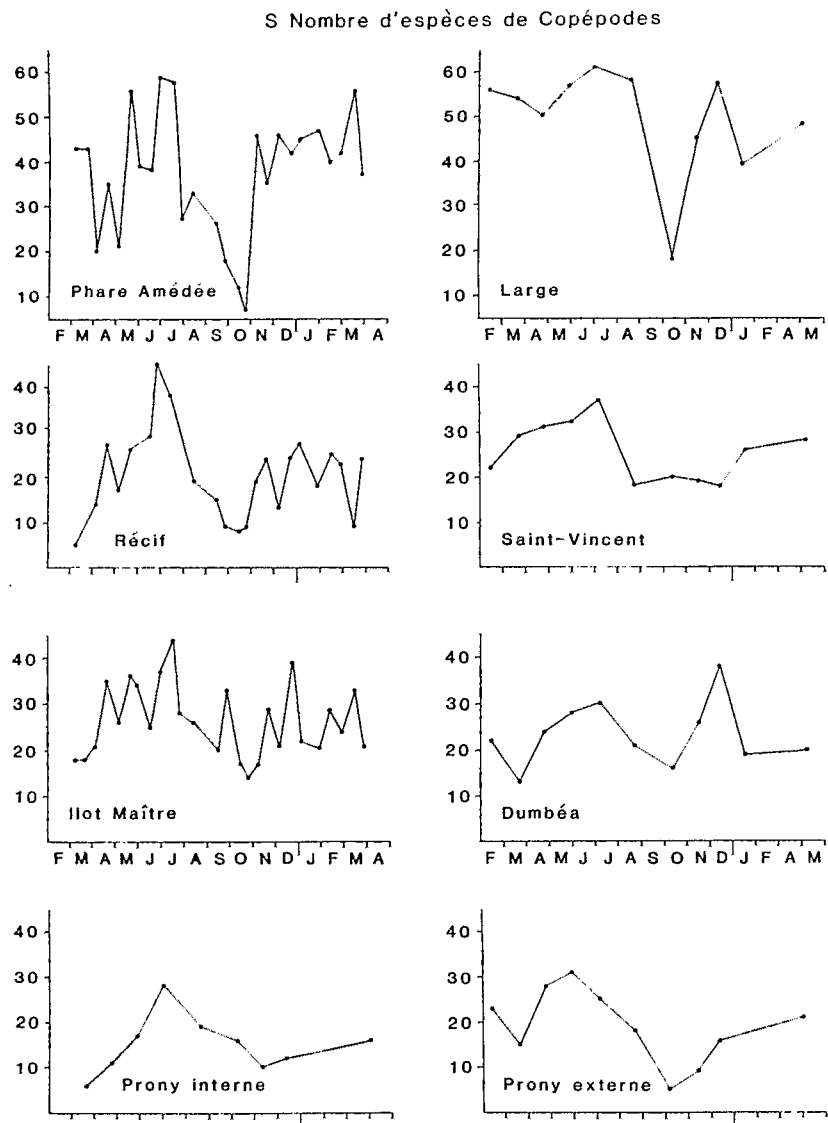 S Nombre d'espèces de Copépodes
60
50
40
30
20
10
Phare Amédée
F M A M J J A S O N D J F M A
60
50
40
30
20
10
Large
F M A M J J A S O N D J F A M
40
30
20
10
Récif
40
30
20
10
Saint-Vincent
40
30
20
10
Ilot Maître
F M A M J J A S O N D J F M A
40
30
20
10
Dumbéa
F M A M J J A S O N D J F A M
40
30
20
10
Prony interne
40
30
20
10
Prony externe